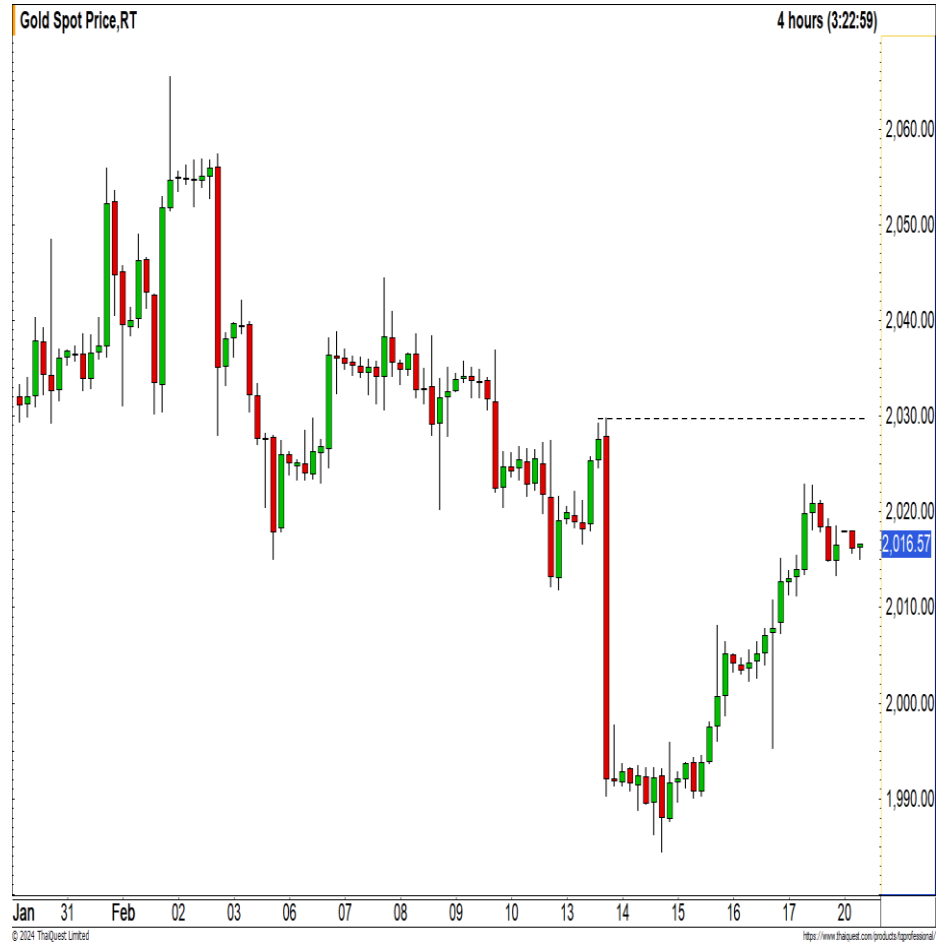 Gold Spot Price,RT
4 hours (3:22:59)
2,060.00
2,050.00
2,040.00
2,030.00
2,020.00
2,016.57
2,010.00
2,000.00
1,990.00
Jan 31 Feb 02 03 06 07 08 09 10 13 14 15 16 17 20
© 2024 ThaiQuest Limited
https://www.thaiquest.com/products/tqprofessional/